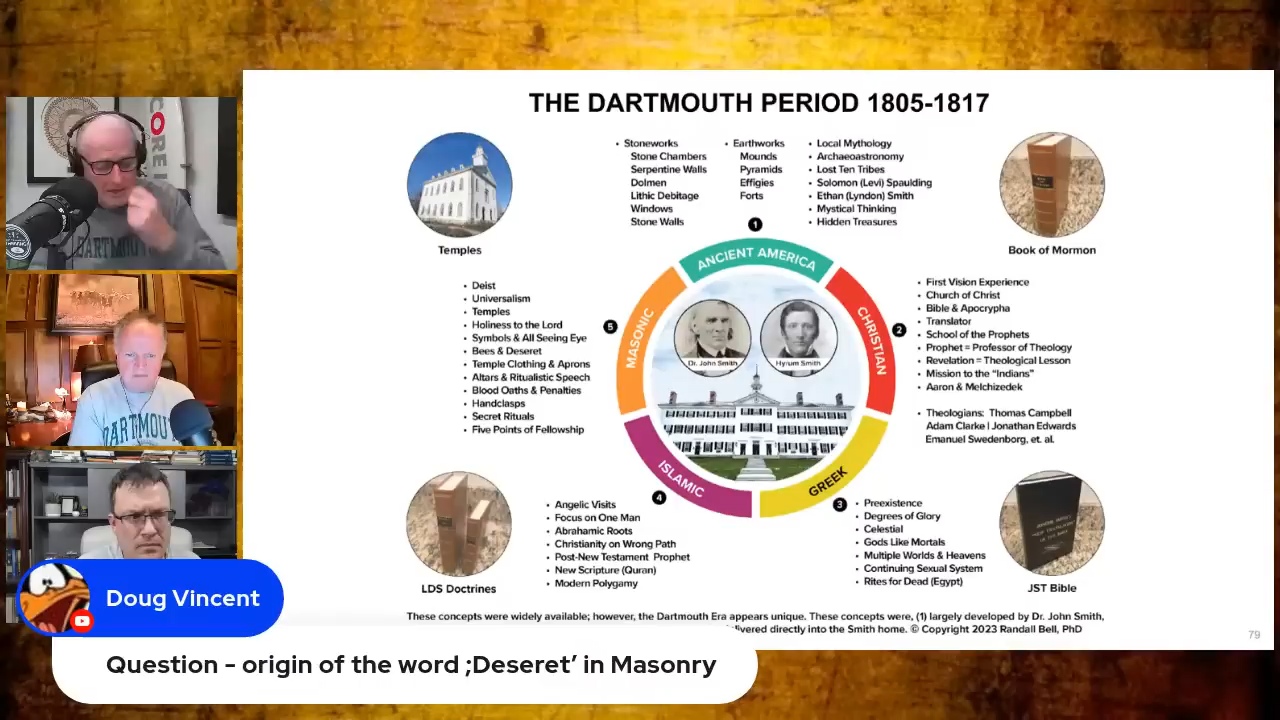 THE DARTMOUTH PERIOD 1805-1817
• Stoneworks
Stone Chambers
Serpentine Walls
Dolmen
Lithic Debitage
Windows
Stone Walls
• Earthworks
Mounds
Pyramids
Effigies
Forts
• Local Mythology
• Archaeoastronomy
• Lost Ten Tribes
• Solomon (Levi) Spaulding
• Ethan (Lyndon) Smith
• Mystical Thinking
• Hidden Treasures
Temples
Book of Mormon
1
ANCIENT AMERICA
• Deist
• Universalism
• Temples
• Holiness to the Lord
• Symbols & All Seeing Eye
• Bees & Deseret
• Temple Clothing & Aprons
• Altars & Ritualistic Speech
• Blood Oaths & Penalties
• Handclasps
• Secret Rituals
• Five Points of Fellowship
5
MASONIC
Dr. John Smith
Hyrum Smith
CHRISTIAN
2
• First Vision Experience
• Church of Christ
• Bible & Apocrypha
• Translator
• School of the Prophets
• Prophet = Professor of Theology
• Revelation = Theological Lesson
• Mission to the “Indians”
• Aaron & Melchizedek
• Theologians: Thomas Campbell
Adam Clarke | Jonathan Edwards
Emanuel Swedenborg, et. al.
ISLAMIC
4
GREEK
3
• Angelic Visits
• Focus on One Man
• Abrahamic Roots
• Christianity on Wrong Path
• Post-New Testament Prophet
• New Scripture (Quran)
• Modern Polygamy
• Preexistence
• Degrees of Glory
• Celestial
• Gods Like Mortals
• Multiple Worlds & Heavens
• Continuing Sexual System
• Rites for Dead (Egypt)
LDS Doctrines
JST Bible
These concepts were widely available; however, the Dartmouth Era appears unique. These concepts were, (1) largely developed by Dr. John Smith,
directly into the Smith home. © Copyright 2023 Randall Bell, PhD
79
DARTMOUTH
DARTMOUTH
Doug Vincent
Question - origin of the word ;Deseret’ in Masonry